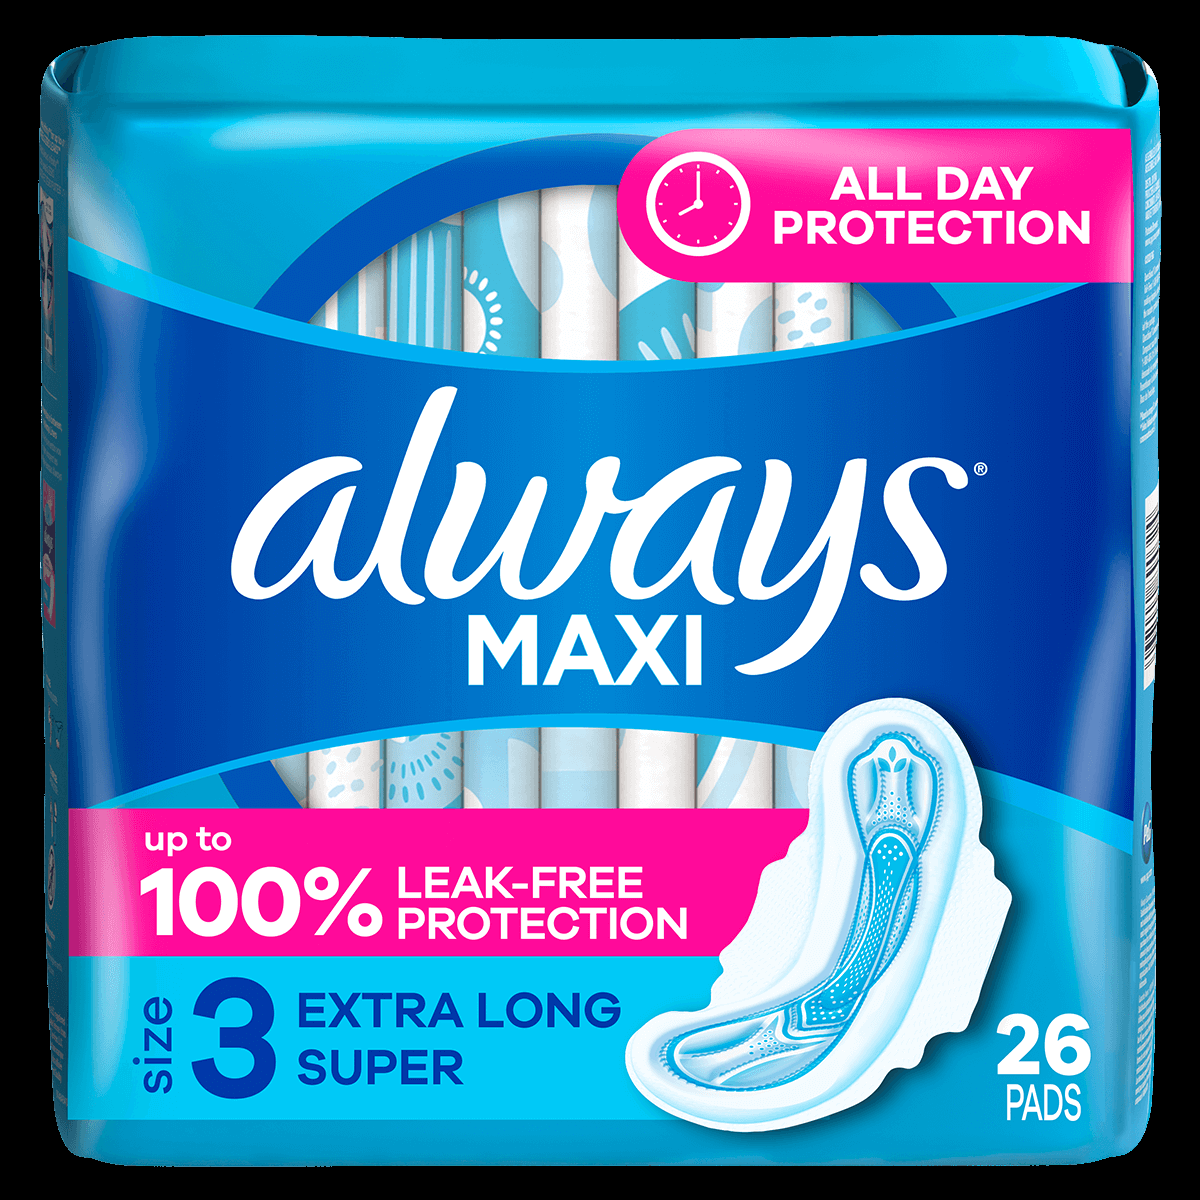 ALL DAY
PROTECTION
always®
MAXI
up to
100% LEAK-FREE
PROTECTION
size 3 EXTRA LONG
SUPER
26
PADS